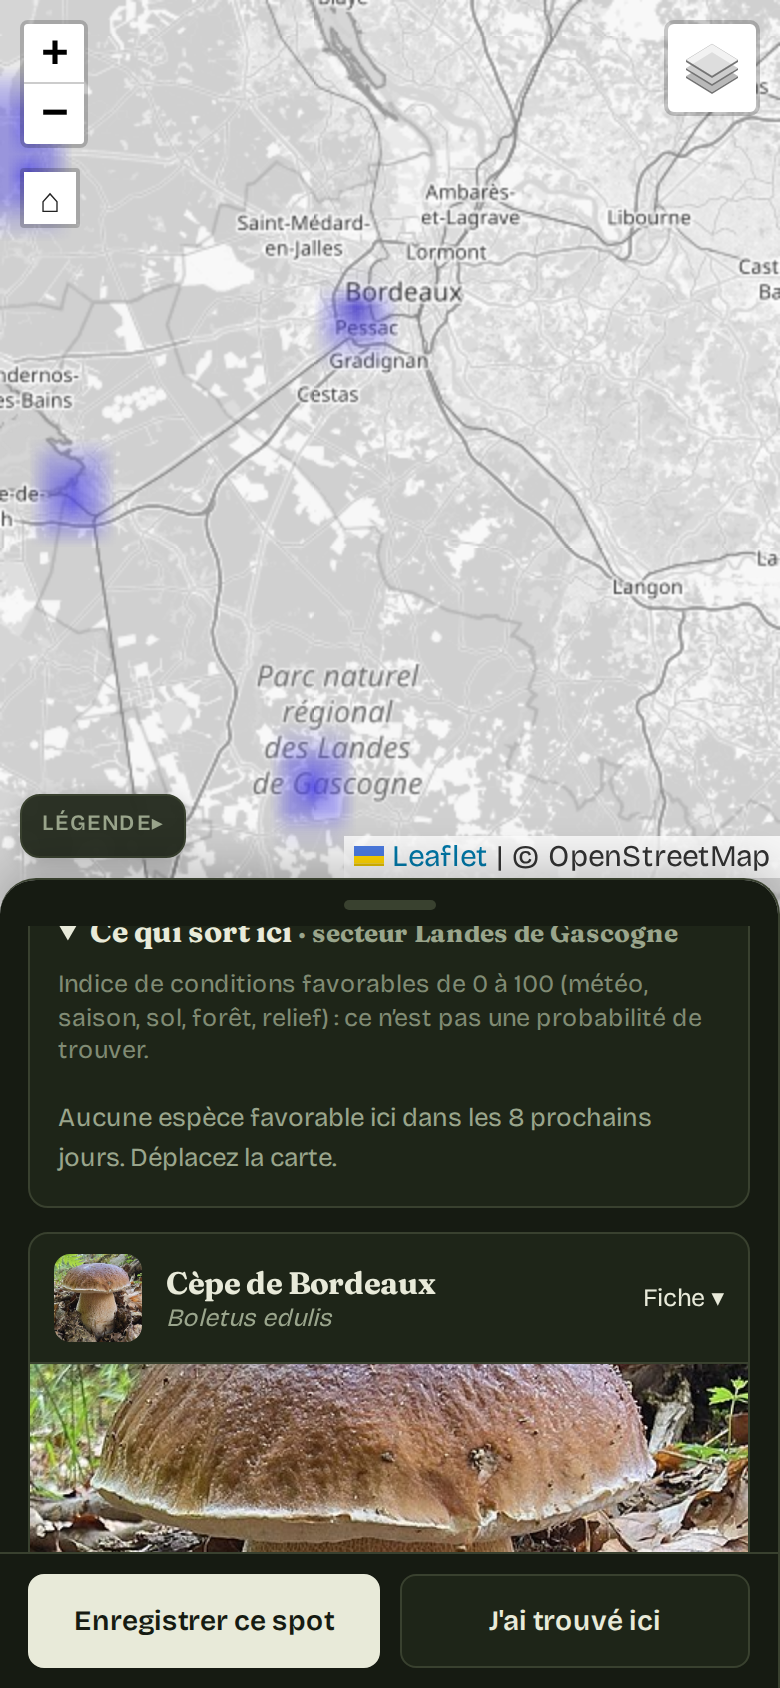 +
Ambarès-
et-Lagrave
Saint-Médard-
en-Jalles
Libourne
Lormont
Bordeaux
Pessac
Gradignan
Cestas
Langon
Parc naturel
régional
des Landes
de Gascogne
LÉGENDE▸
Leaflet | © OpenStreetMap
▼ Ce qui sort ici · secteur Landes de Gascogne
Indice de conditions favorables de 0 à 100 (météo,
saison, sol, forêt, relief) : ce n'est pas une probabilité de
trouver.
Aucune espèce favorable ici dans les 8 prochains
jours. Déplacez la carte.
Cèpe de Bordeaux
Boletus edulis
Fiche ▾
Enregistrer ce spot
J'ai trouvé ici